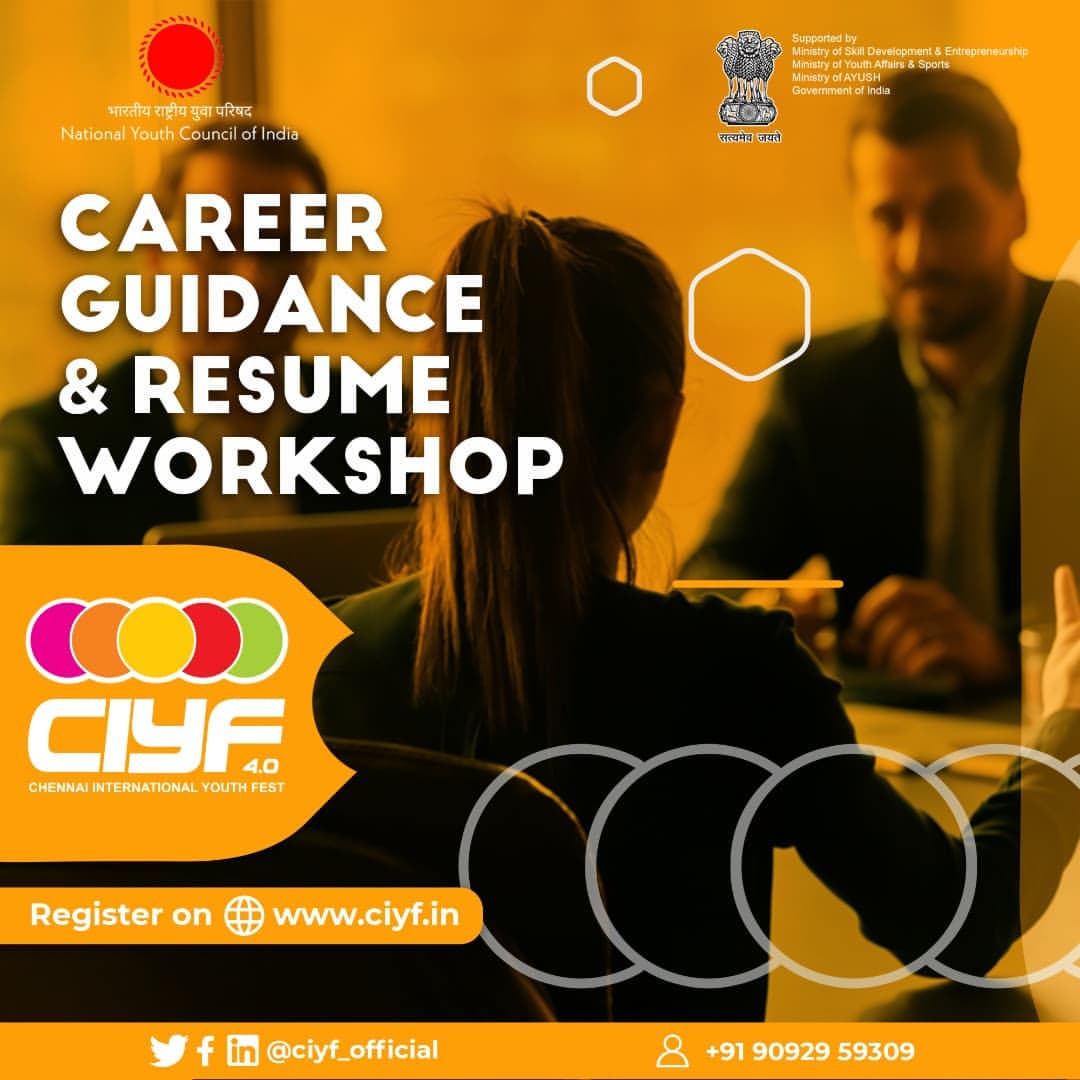 भारतीय राष्ट्रीय युवा परिषद
National Youth Council of India
Supported by
Ministry of Skill Development & Entrepreneurship
Ministry of Youth Affairs & Sports
Ministry of AYUSH
Government of India
सत्यमेव जयते
CAREER
GUIDANCE
& RESUME
WORKSHOP
CIYF
4.0
CHENNAI INTERNATIONAL YOUTH FEST
Register on www.ciyf.in
@ciyf_official
+91 90929 59309